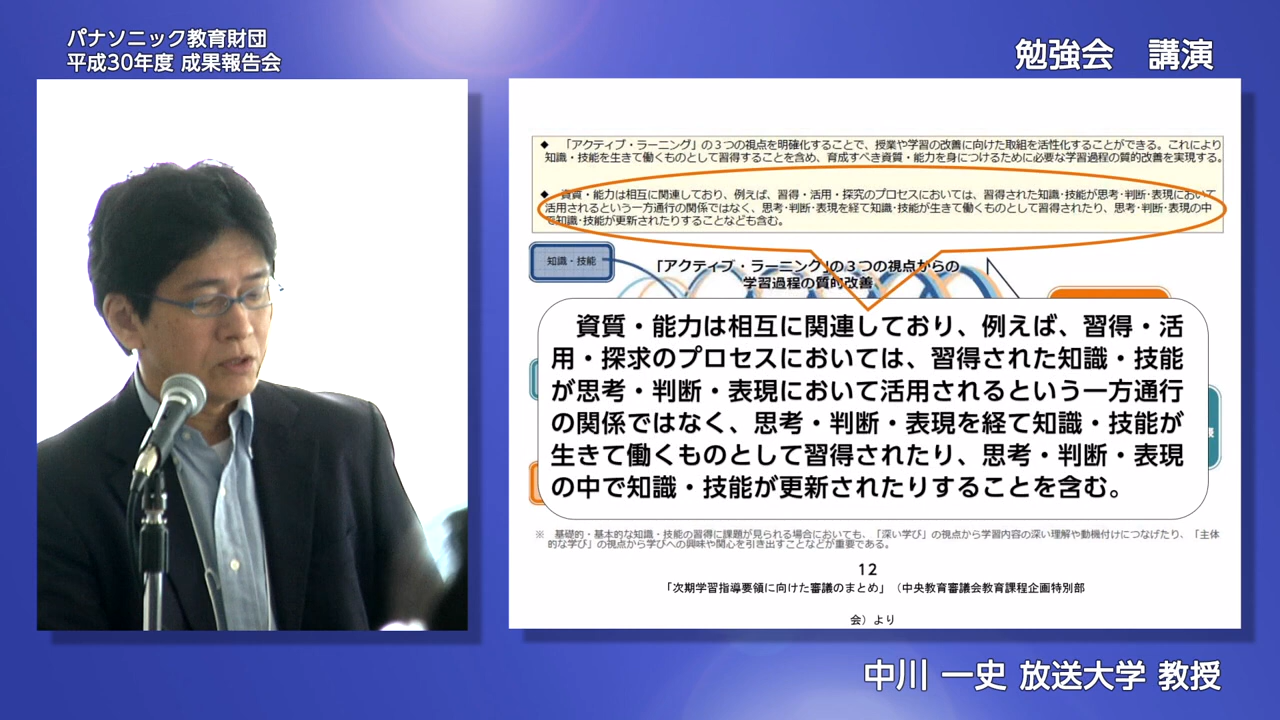 パナソニック教育財団
平成30年度 成果報告会
勉強会　講演
◆　「アクティブ・ラーニング」の３つの視点を明確化することで、授業や学習の改善に向けた取組を活性化することができる。これにより
知識・技能を生きて働くものとして習得することを含め、育成すべき資質・能力を身につけるために必要な学習過程の質的改善を実現する。
◆　資質・能力は相互に関連しており、例えば、習得・活用・探究のプロセスにおいては、習得された知識・技能が思考・判断・表現において
活用されるという一方通行の関係ではなく、思考・判断・表現を経て知識・技能が生きて働くものとして習得されたり、思考・判断・表現の中
で知識・技能が更新されたりすることなども含む。
知識・技能
「アクティブ・ラーニング」の３つの視点からの
学習過程の質的改善
資質・能力は相互に関連しており、例えば、習得・活
用・探求のプロセスにおいては、習得された知識・技能
が思考・判断・表現において活用されるという一方通行
の関係ではなく、思考・判断・表現を経て知識・技能が
生きて働くものとして習得されたり、思考・判断・表現
の中で知識・技能が更新されたりすることを含む。
※　基礎的・基本的な知識・技能の習得に課題が見られる場合においても、「深い学び」の視点から学習内容の深い理解や動機付けにつなげたり、「主体
的な学び」の視点から学びへの興味や関心を引き出すことなどが重要である。
12
「次期学習指導要領に向けた審議のまとめ」（中央教育審議会教育課程企画特別部
会）より
中川 一史 放送大学 教授